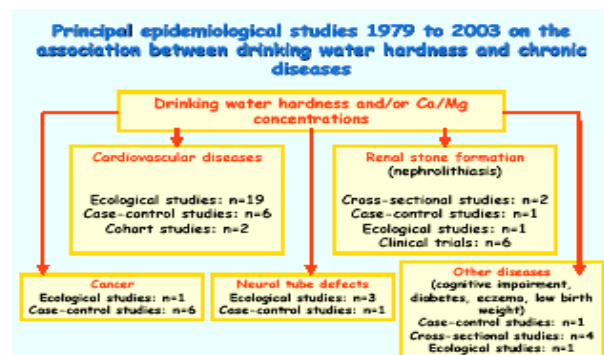 Principal epidemiological studies 1979 to 2003 on the
association between drinking water hardness and chronic
diseases
Drinking water hardness and/or Ca/Mg
concentrations
Cardiovascular diseases
Ecological studies: n=19
Case-control studies: n=6
Cohort studies: n=2
Renal stone formation
(nephrolithiasis)
Cross-sectional studies: n=2
Case-control studies: n=1
Ecological studies: n=1
Clinical trials: n=6
Cancer
Ecological studies: n=1
Case-control studies: n=6
Neural tube defects
Ecological studies: n=3
Case-control studies: n=1
Other diseases
(cognitive impairment,
diabetes, eczema, low birth
weight)
Case-control studies: n=1
Cross-sectional studies: n=4
Ecological studies: n=1